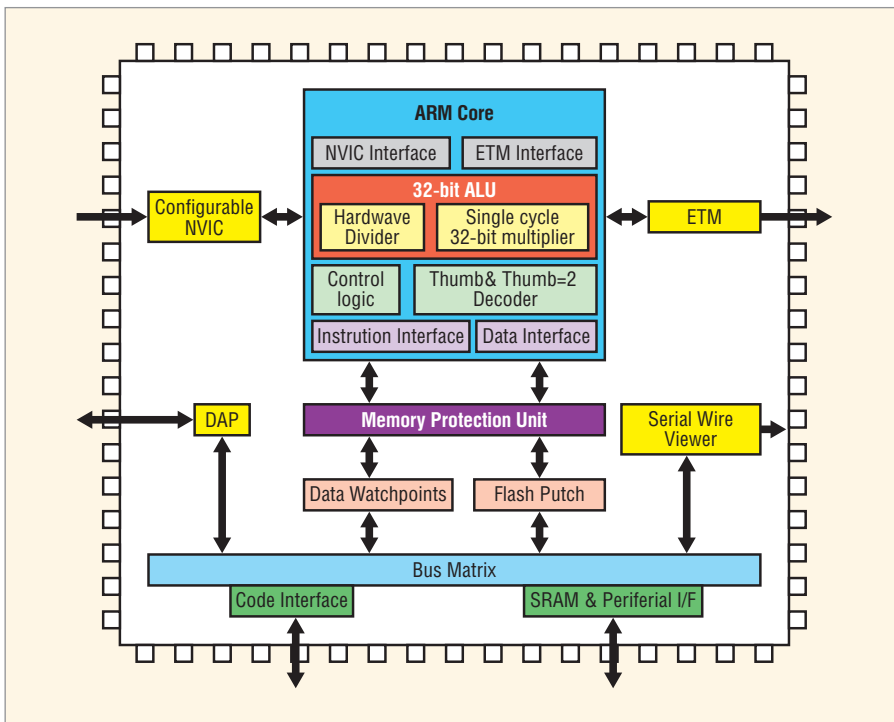 ARM Core
NVIC Interface
ETM Interface
32-bit ALU
Hardwave
Divider
Single cycle
32-bit multiplier
Configurable
NVIC
ETM
Control
logic
Thumb& Thumb=2
Decoder
Instrution Interface
Data Interface
DAP
Memory Protection Unit
Serial Wire
Viewer
Data Watchpoints
Flash Putch
Bus Matrix
Code Interface
SRAM & Periferial I/F